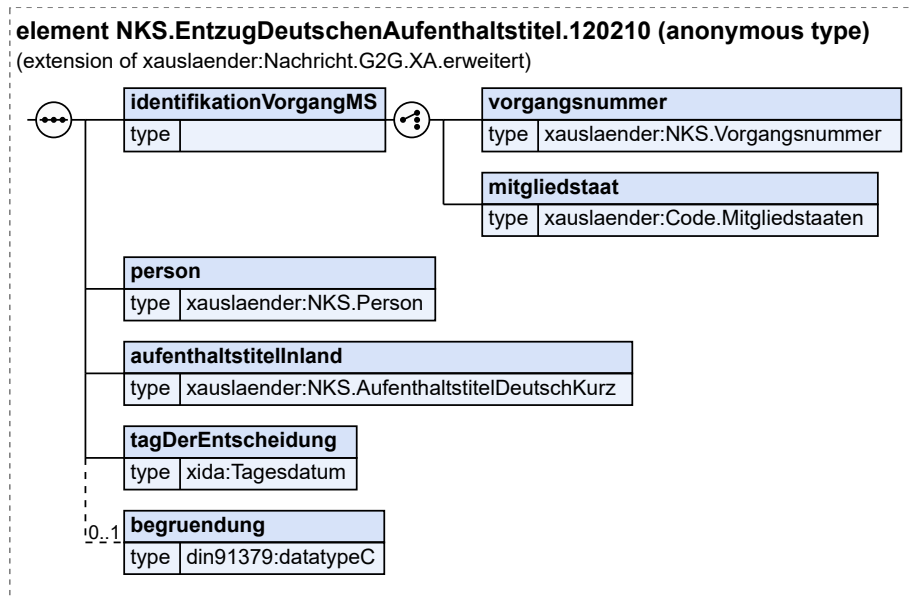 element NKS.EntzugDeutschenAufenthaltstitel.120210 (anonymous type)
(extension of xauslaender:Nachricht.G2G.XA.erweitert)
identifikationVorgangMS
type
vorgangsnummer
type xauslaender:NKS.Vorgangsnummer
mitgliedstaat
type xauslaender:Code.Mitgliedstaaten
person
type xauslaender:NKS.Person
aufenthaltstitelInland
type xauslaender:NKS.AufenthaltstitelDeutschKurz
tagDerEntscheidung
type xida:Tagesdatum
0..1
begruendung
type din91379:datatypeC